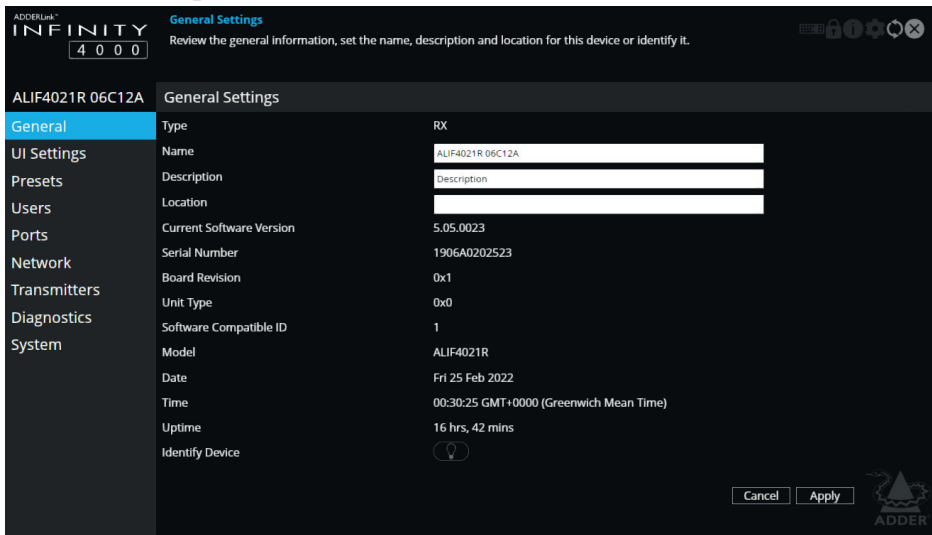 ADDERLink™
INFINITY
4000
General Settings
Review the general information, set the name, description and location for this device or identify it.
ALIF4021R 06C12A
General Settings
General
UI Settings
Presets
Users
Ports
Network
Transmitters
Diagnostics
System
Type RX
Name ALIF4021R 06C12A
Description Description
Location
Current Software Version 5.05.0023
Serial Number 1906A0202523
Board Revision 0x1
Unit Type 0x0
Software Compatible ID 1
Model ALIF4021R
Date Fri 25 Feb 2022
Time 00:30:25 GMT+0000 (Greenwich Mean Time)
Uptime 16 hrs, 42 mins
Identify Device
Cancel Apply
ADDER